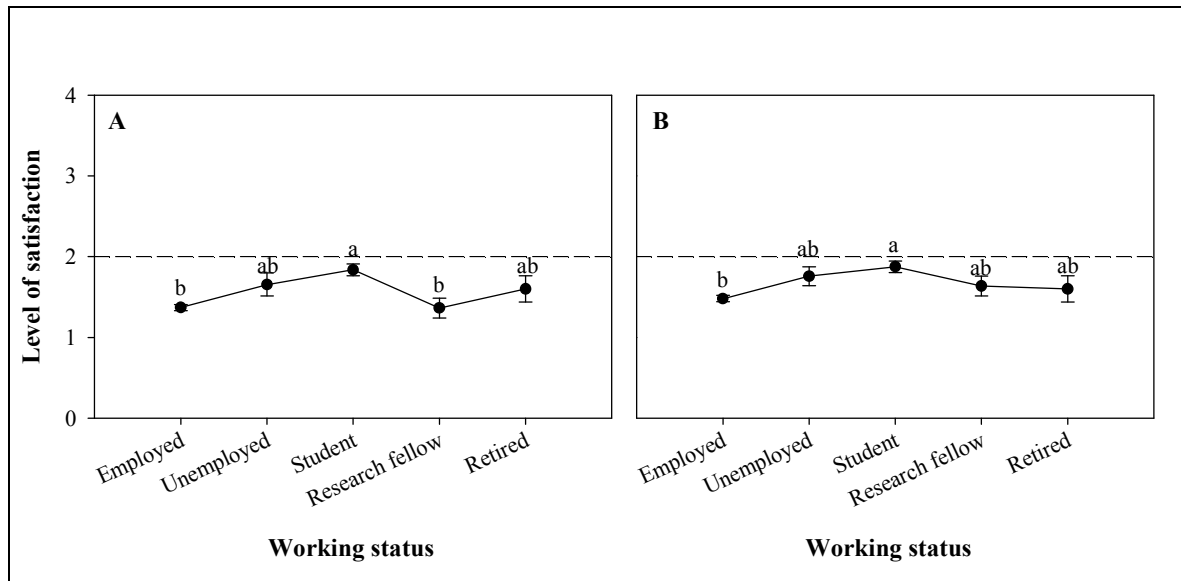 A
B
Level of satisfaction
4
3
2
1
0
b
ab
a
b
ab
b
ab
a
ab
ab
Employed
Unemployed
Student
Research fellow
Retired
Employed
Unemployed
Student
Research fellow
Retired
Working status
Working status